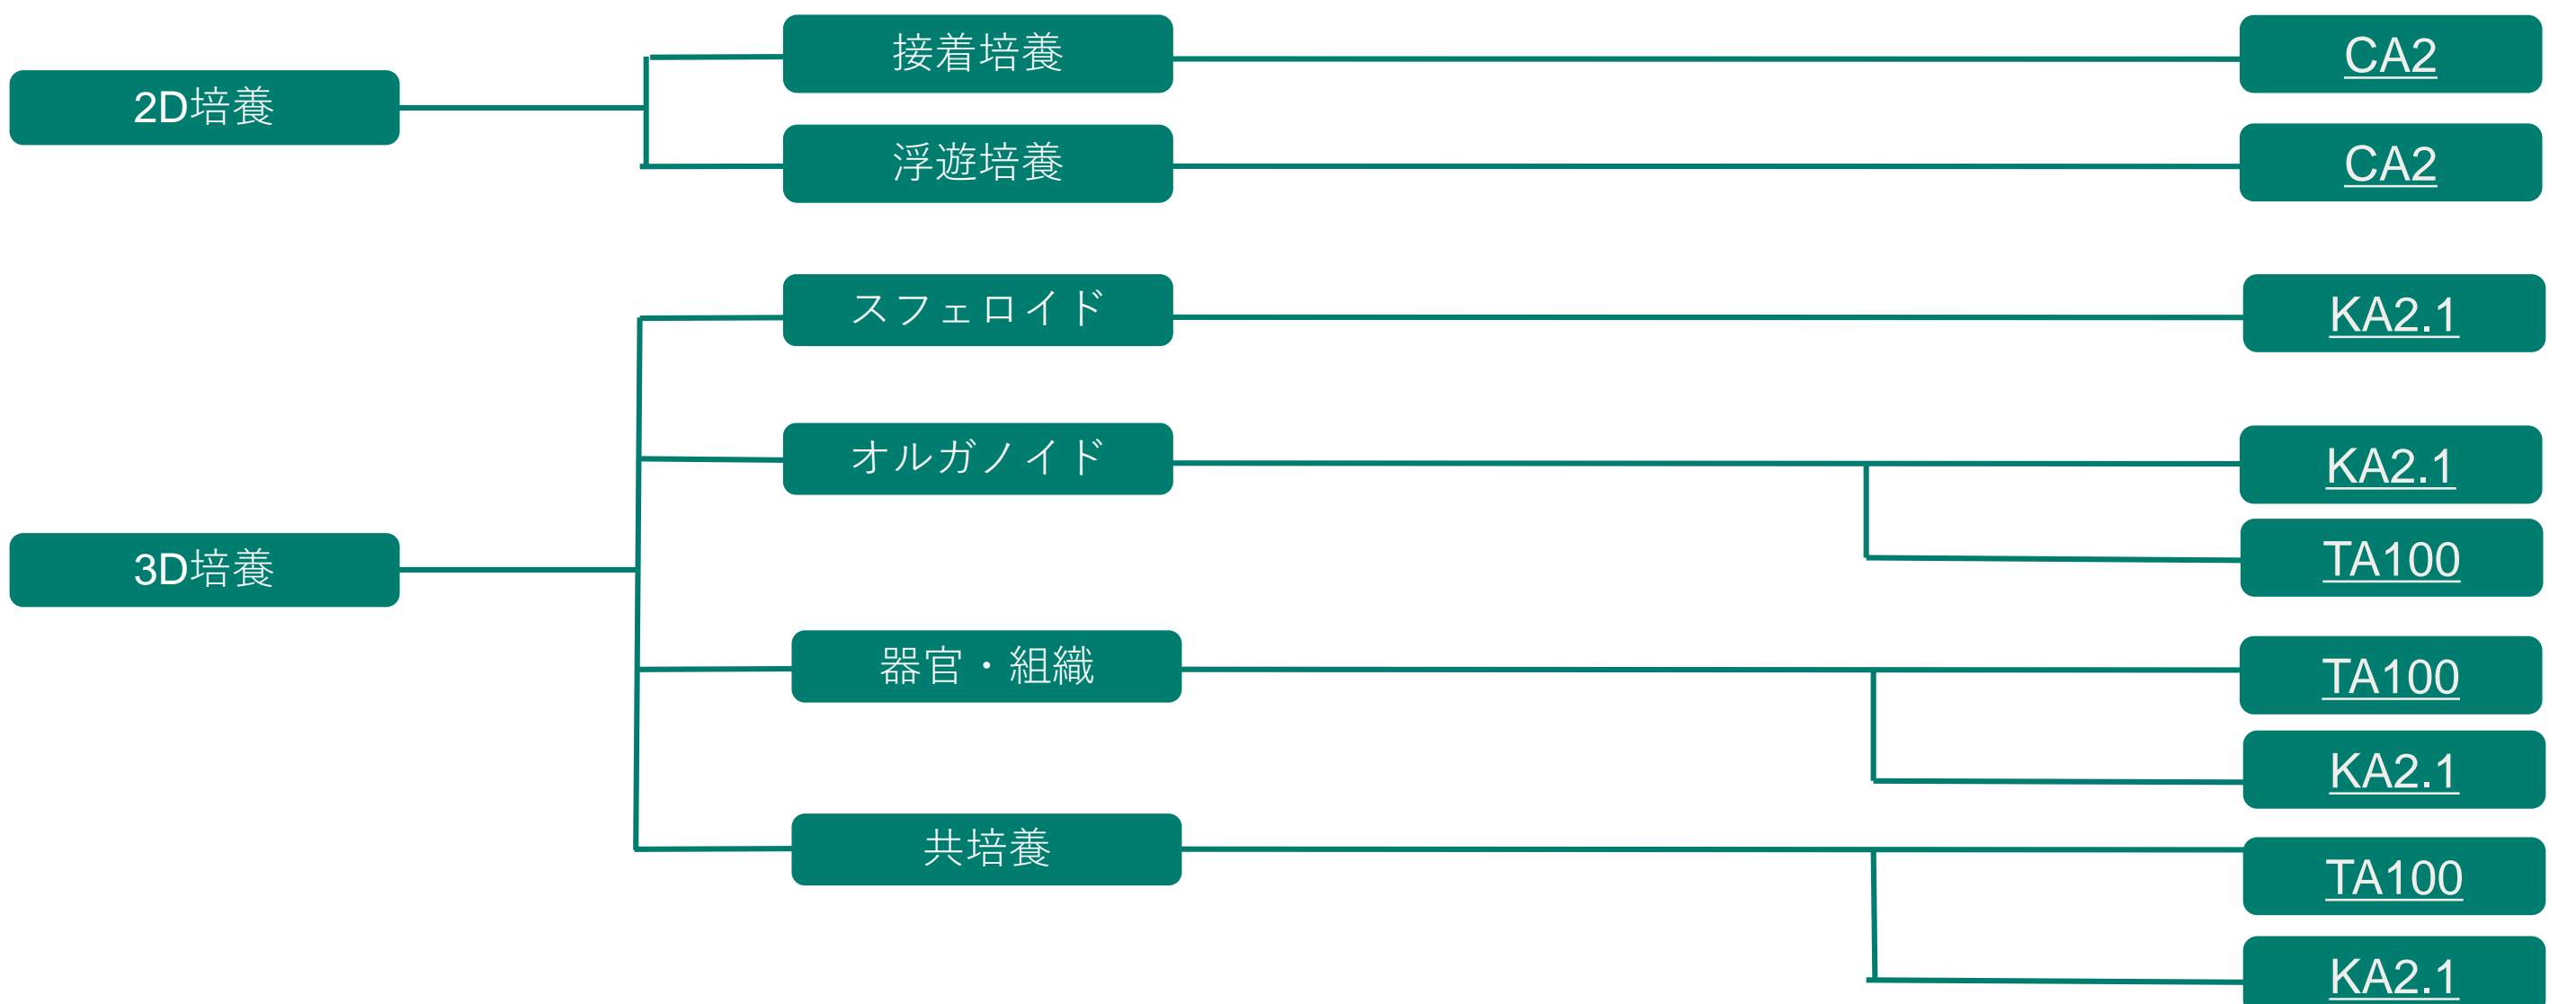 2D培養
接着培養
CA2
浮遊培養
CA2
3D培養
スフェロイド
KA2.1
オルガノイド
KA2.1
TA100
器官・組織
TA100
KA2.1
共培養
TA100
KA2.1